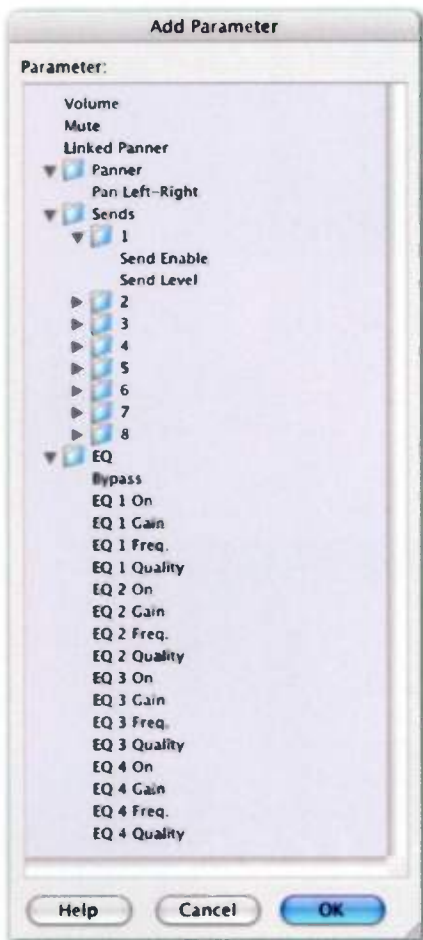 Add Parameter
Parameter:
Volume
Mute
Linked Panner
Panner
Pan Left-Right
Sends
1
Send Enable
Send Level
2
3
4
5
6
7
8
EQ
Bypass
EQ 1 On
EQ 1 Gain
EQ 1 Freq.
EQ 1 Quality
EQ 2 On
EQ 2 Gain
EQ 2 Freq.
EQ 2 Quality
EQ 3 On
EQ 3 Gain
EQ 3 Freq.
EQ 3 Quality
EQ 4 On
EQ 4 Gain
EQ 4 Freq.
EQ 4 Quality
Help Cancel OK